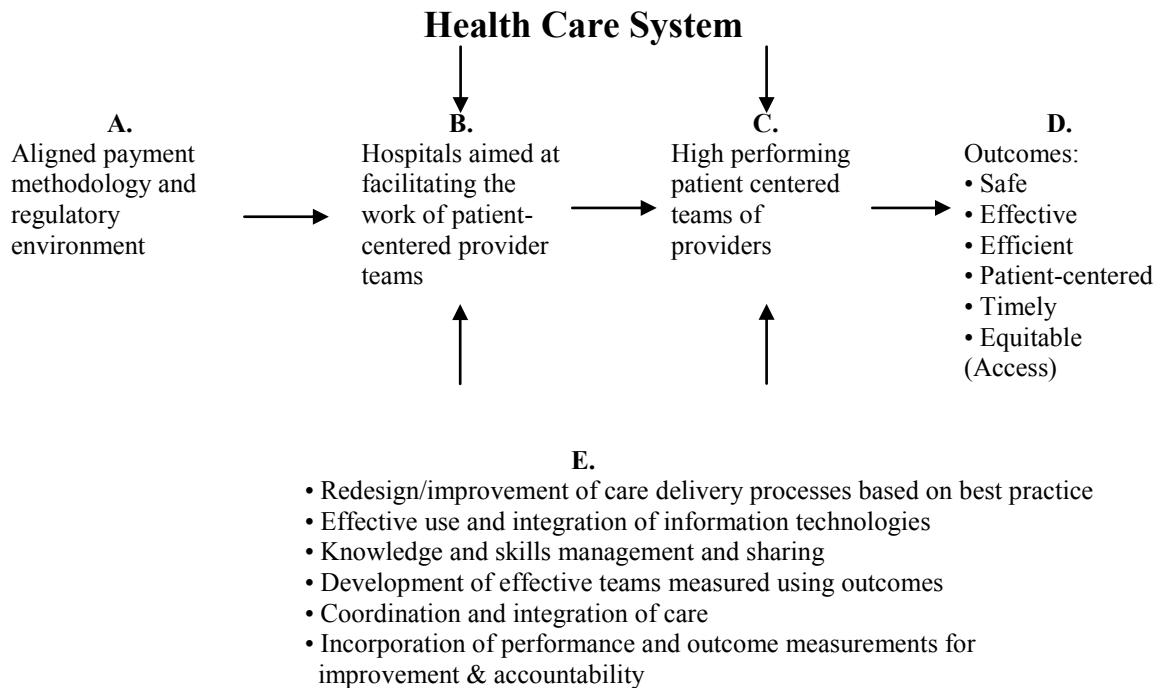 Health Care System
A.
Aligned payment
methodology and
regulatory
environment
B.
Hospitals aimed at
facilitating the
work of patient-
centered provider
teams
C.
High performing
patient centered
teams of
providers
D.
Outcomes:
• Safe
• Effective
• Efficient
• Patient-centered
• Timely
• Equitable
(Access)
E.
• Redesign/improvement of care delivery processes based on best practice
• Effective use and integration of information technologies
• Knowledge and skills management and sharing
• Development of effective teams measured using outcomes
• Coordination and integration of care
• Incorporation of performance and outcome measurements for
improvement & accountability